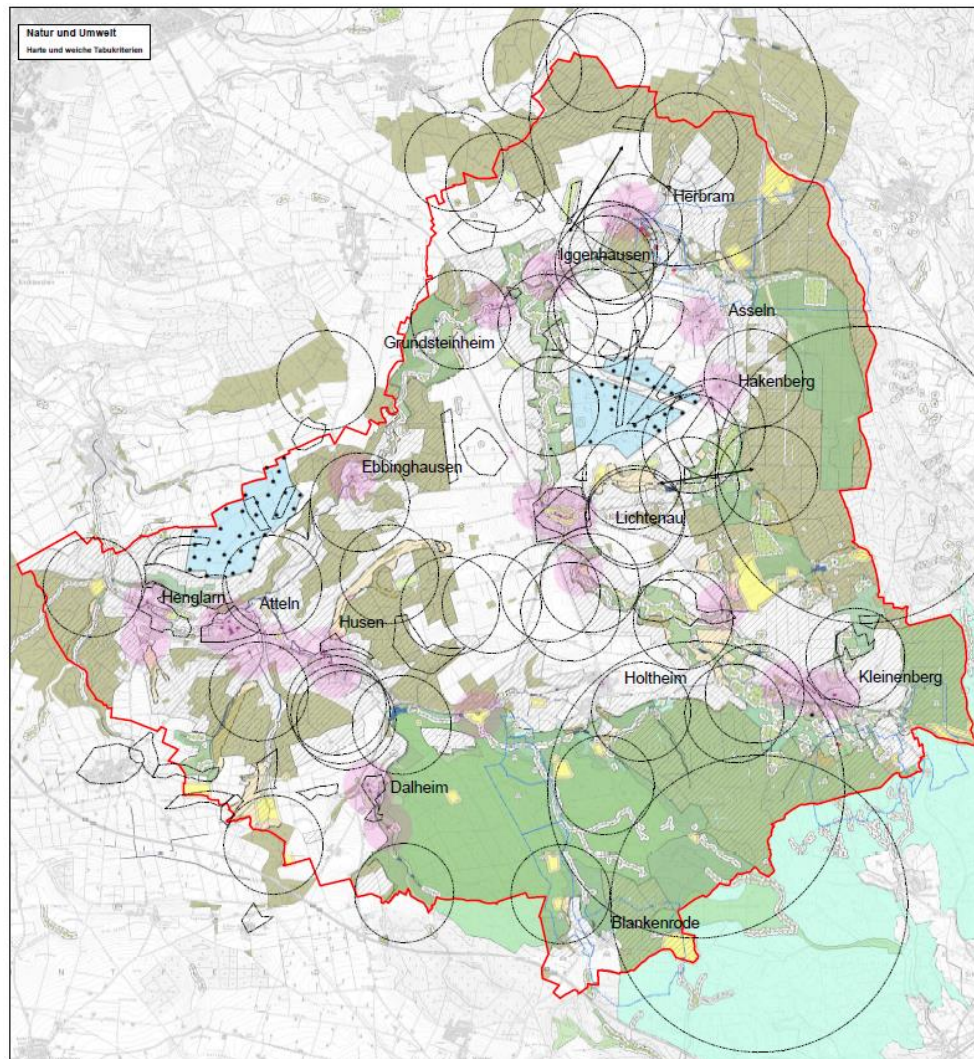 Natur und Umwelt
Harte und weiche Tabukriterien
Herbram
Iggenhausen
Asseln
Grundsteinheim
Hakenberg
Ebbinghausen
Lichtenau
Henglarn
Atteln
Husen
Holtheim
Kleinenberg
Dalheim
Blankenrode